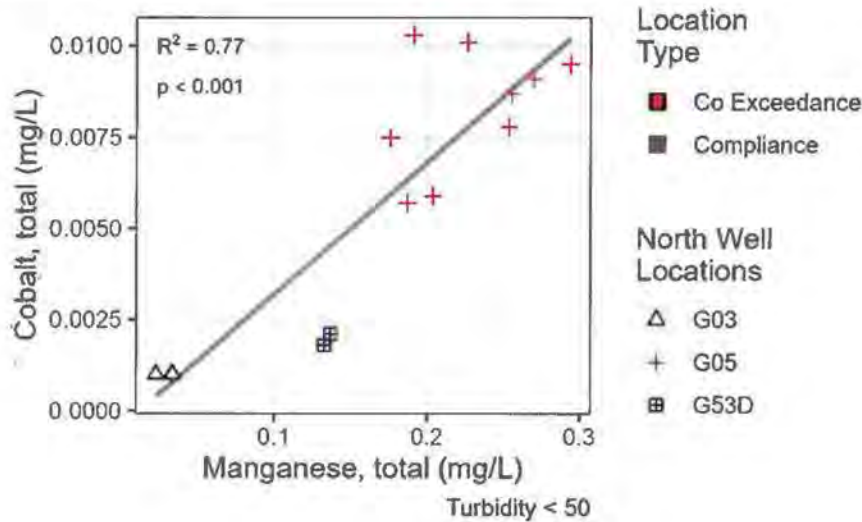 Cobalt, total (mg/L)
0.0100
0.0075
0.0050
0.0025
0.0000
R² = 0.77
p < 0.001
0.1
0.2
0.3
Manganese, total (mg/L)
Turbidity < 50
Location
Type
Co Exceedance
Compliance
North Well
Locations
G03
G05
G53D